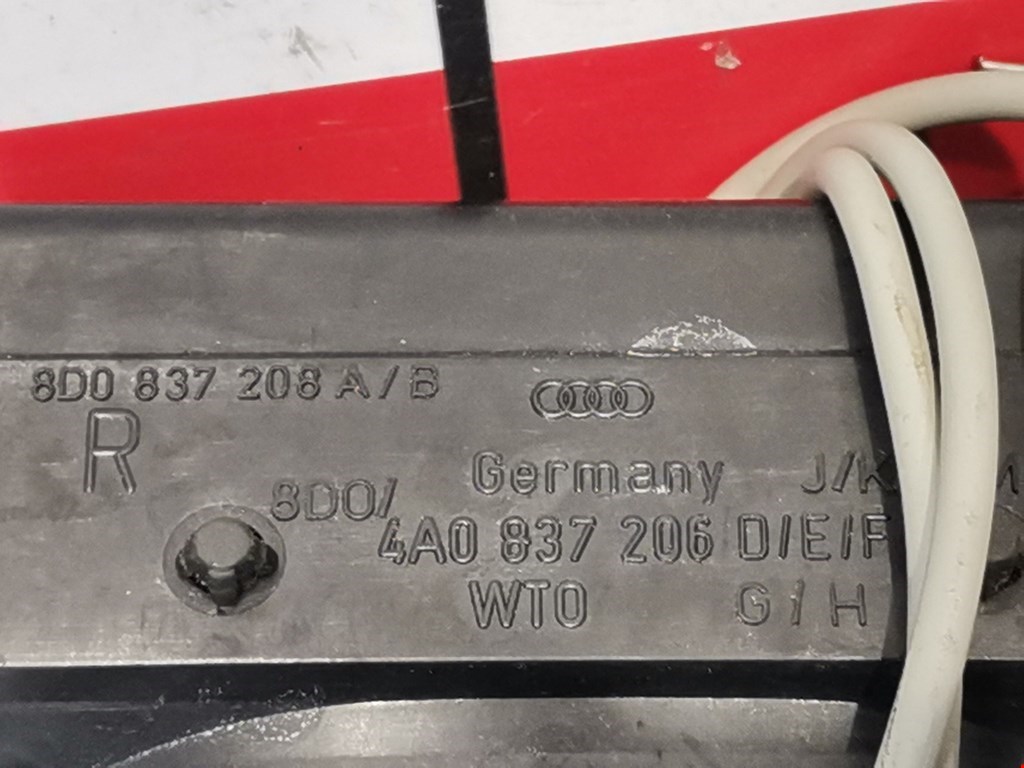 8D0 837 208 A/B
R
Germany J/K
8D0/
4A0 837 206 D/E/F
WTO G/H